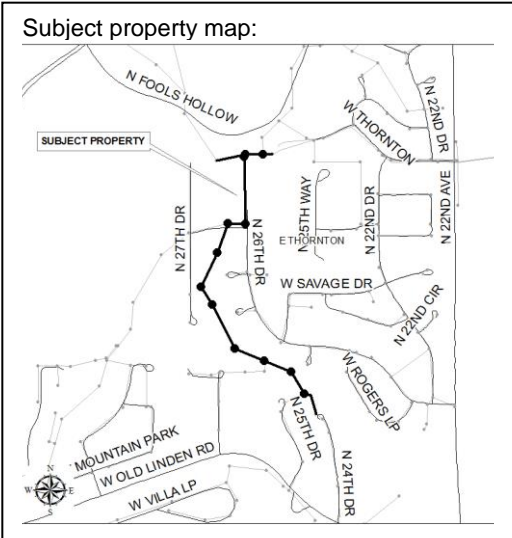 Subject property map:
N FOOLS HOLLOW
N 22ND DR
W THORNTON
SUBJECT PROPERTY
N 22ND AVE
N 25TH WAY
N 22ND DR
N 27TH DR
N 26TH DR
E THORNTON
W SAVAGE DR
N 22ND CIR
W ROGERS LP
N 25TH DR
MOUNTAIN PARK
W OLD LINDEN RD
N 24TH DR
W VILLA LP
N
W E
S